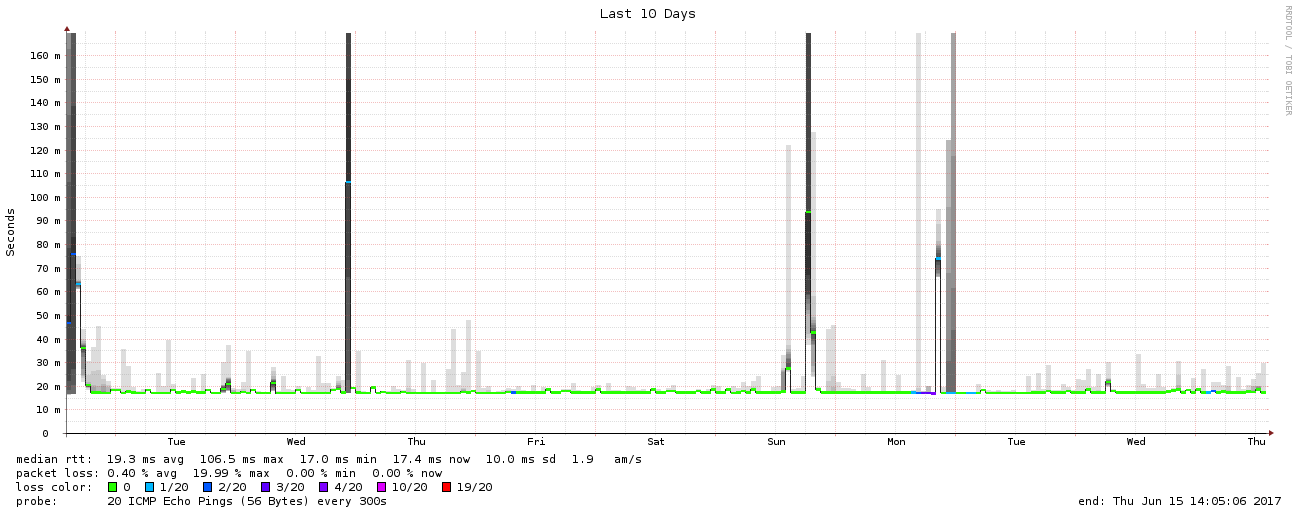 Last 10 Days
RRDTOOL / TOBI OETIKER
Seconds
160 m
150 m
140 m
130 m
120 m
110 m
100 m
90 m
80 m
70 m
60 m
50 m
40 m
30 m
20 m
10 m
0
Tue Wed Thu Fri Sat Sun Mon Tue Wed Thu
median rtt: 19.3 ms avg 106.5 ms max 17.0 ms min 17.4 ms now 10.0 ms sd 1.9 am/s
packet loss: 0.40 % avg 19.99 % max 0.00 % min 0.00 % now
loss color: 0 1/20 2/20 3/20 4/20 10/20 19/20
probe: 20 ICMP Echo Pings (56 Bytes) every 300s end: Thu Jun 15 14:05:06 2017